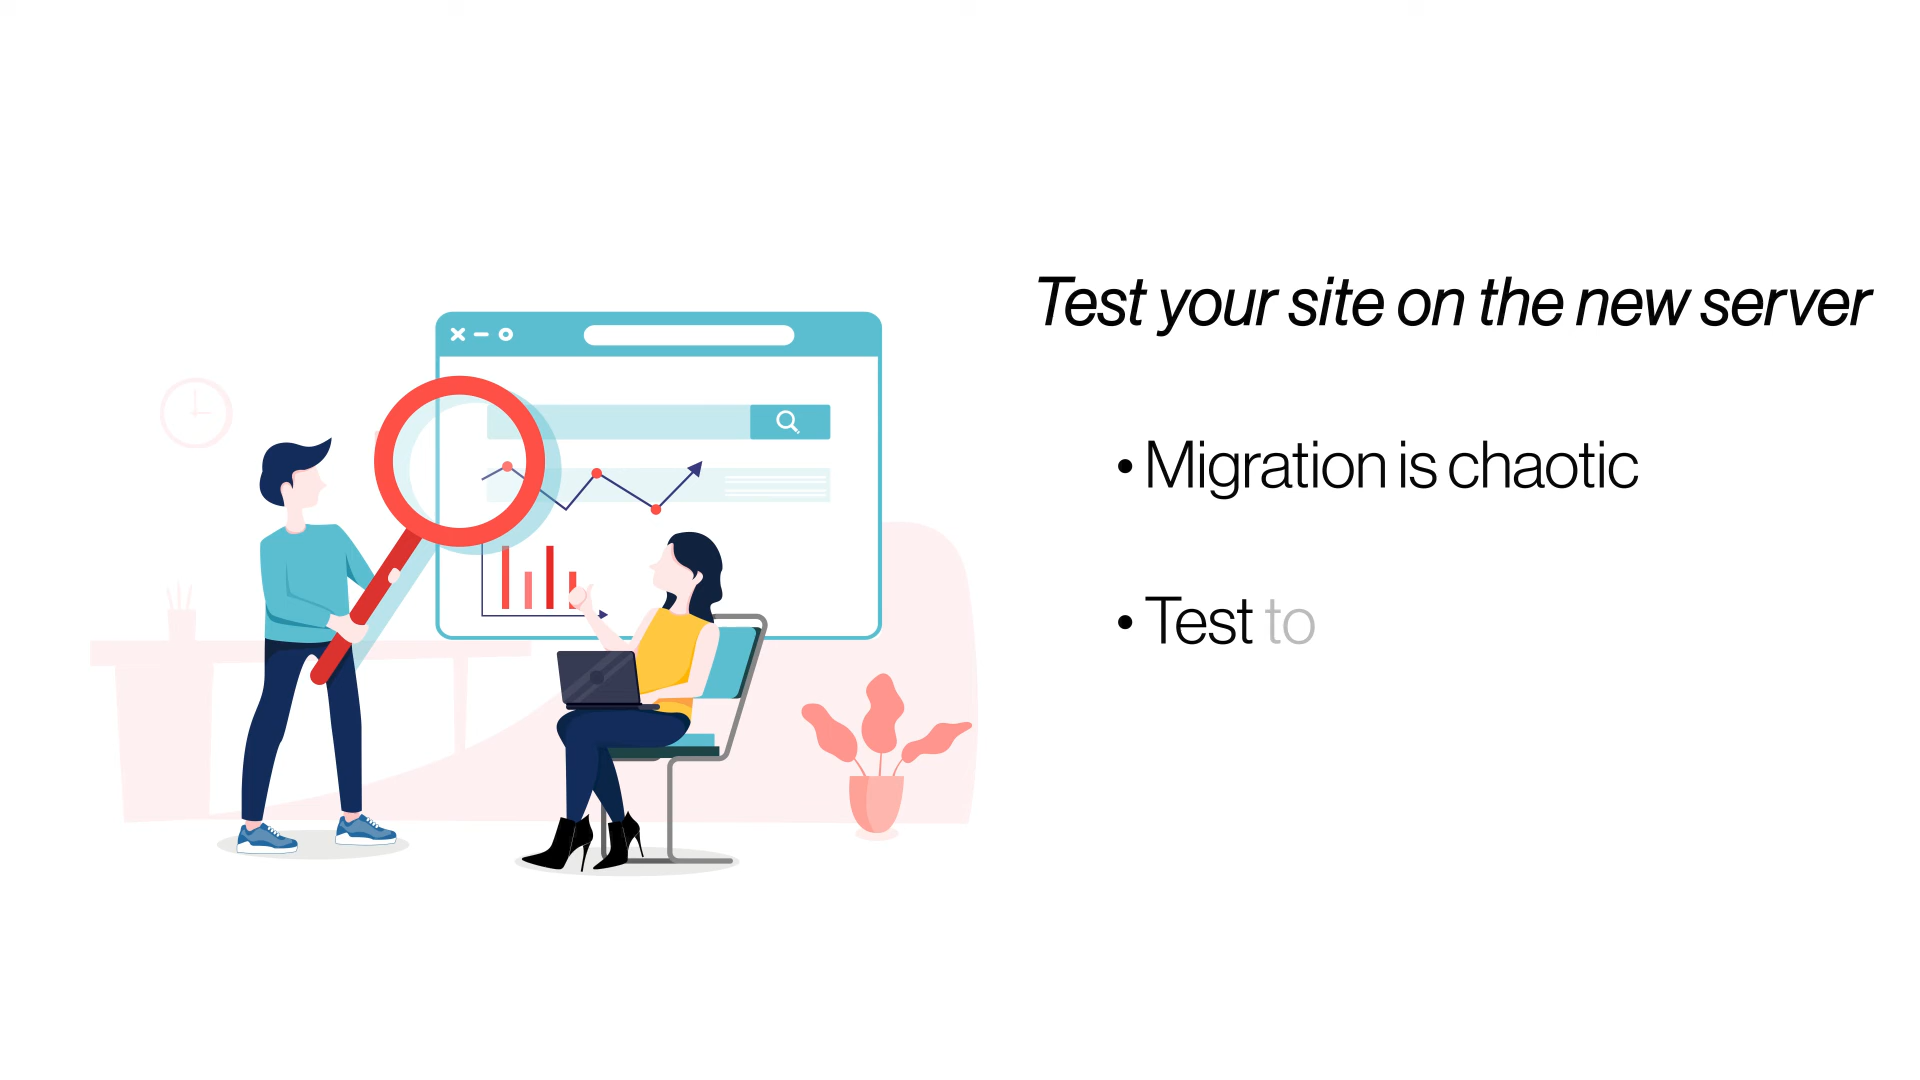 Test your site on the new server
• Migration is chaotic
• Test to